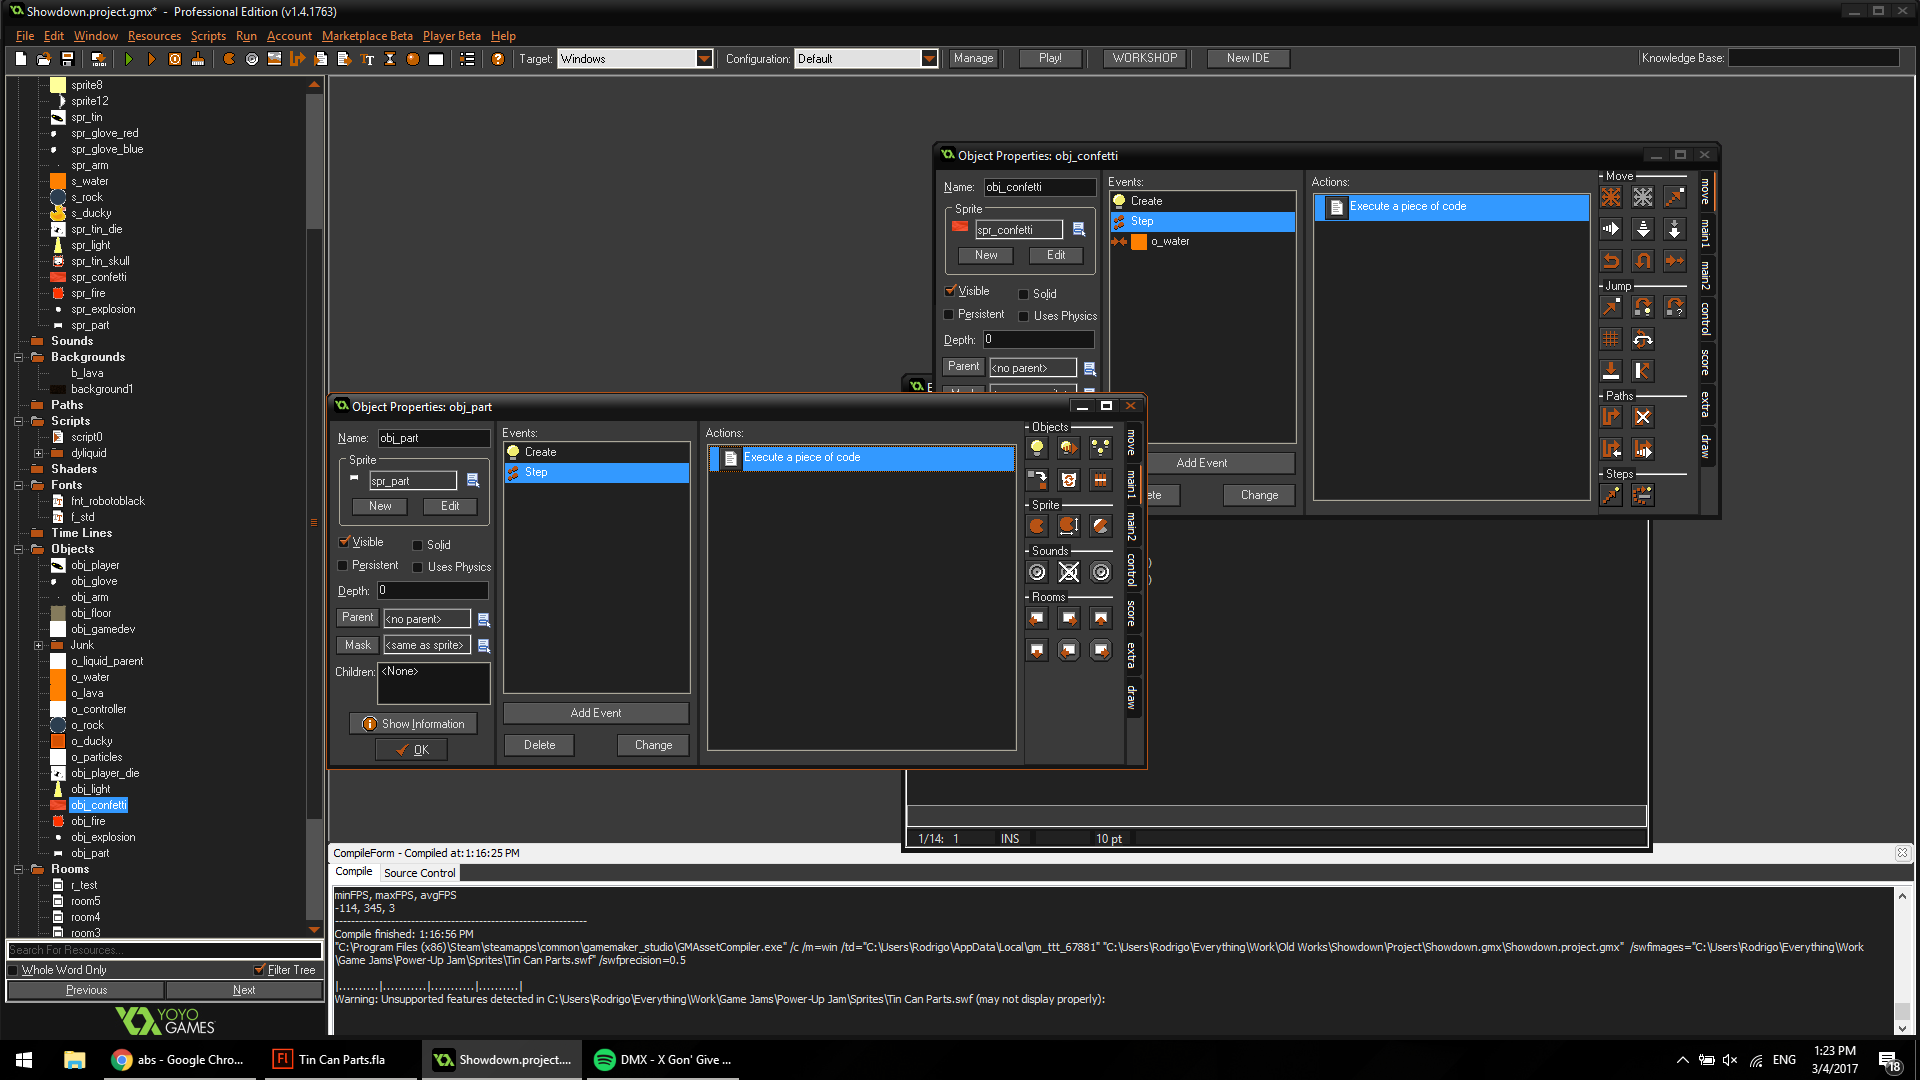 Showdown.project.gmx* - Professional Edition (v1.4.1763)
File Edit Window Resources Scripts Run Account Marketplace Beta Player Beta Help
Target: Windows Configuration: Default Manage Play! WORKSHOP New IDE Knowledge Base:
sprite8
sprite12
spr_tin
spr_glove_red
spr_glove_blue
spr_arm
s_water
s_rock
s_ducky
spr_tin_die
spr_light
spr_tin_skull
spr_confetti
spr_fire
spr_explosion
spr_part
Sounds
Backgrounds
b_lava
background1
Paths
Scripts
script0
dyliquid
Shaders
Fonts
fnt_robotoblack
f_std
Time Lines
Objects
obj_player
obj_glove
obj_arm
obj_floor
obj_gamedev
Junk
o_liquid_parent
o_water
o_lava
o_controller
o_rock
o_ducky
o_particles
obj_player_die
obj_light
obj_confetti
obj_fire
obj_explosion
obj_part
Rooms
r_test
room5
room4
room3
Search For Resources...
Whole Word Only Filter Tree
Previous Next
YOYO
GAMES
Object Properties: obj_confetti
Name: obj_confetti
Sprite
spr_confetti
New Edit
Visible Solid
Persistent Uses Physics
Depth: 0
Parent <no parent>
Events:
Create
Step
o_water
Add Event
Change
Actions:
Execute a piece of code
Move
Jump
Paths
Steps
move
main1
main2
control
score
extra
draw
Object Properties: obj_part
Name: obj_part
Sprite
spr_part
New Edit
Visible Solid
Persistent Uses Physics
Depth: 0
Parent <no parent>
Mask <same as sprite>
Children: <None>
Show Information
OK
Events:
Create
Step
Add Event
Delete Change
Actions:
Execute a piece of code
Objects
Sprite
Sounds
Rooms
move
main1
main2
control
score
extra
draw
1/14: 1 INS 10 pt
CompileForm - Compiled at:1:16:25 PM
Compile Source Control
minFPS, maxFPS, avgFPS
-114, 345, 3
Compile finished: 1:16:56 PM
"C:\Program Files (x86)\Steam\steamapps\common\gamemaker_studio\GMAssetCompiler.exe" /c /m=win /td="C:\Users\Rodrigo\AppData\Local\gm_ttt_67881" "C:\Users\Rodrigo\Everything\Work\Old Works\Showdown\Project\Showdown.gmx\Showdown.project.gmx" /swfimages="C:\Users\Rodrigo\Everything\Work
\Game Jams\Power-Up Jam\Sprites\Tin Can Parts.swf" /swfprecision=0.5
|..........|...........|...........|..........|
Warning: Unsupported features detected in C:\Users\Rodrigo\Everything\Work\Game Jams\Power-Up Jam\Sprites\Tin Can Parts.swf (may not display properly):
abs - Google Chro... Tin Can Parts.fla Showdown.project.... DMX - X Gon' Give ... ENG 1:23 PM
3/4/2017
18